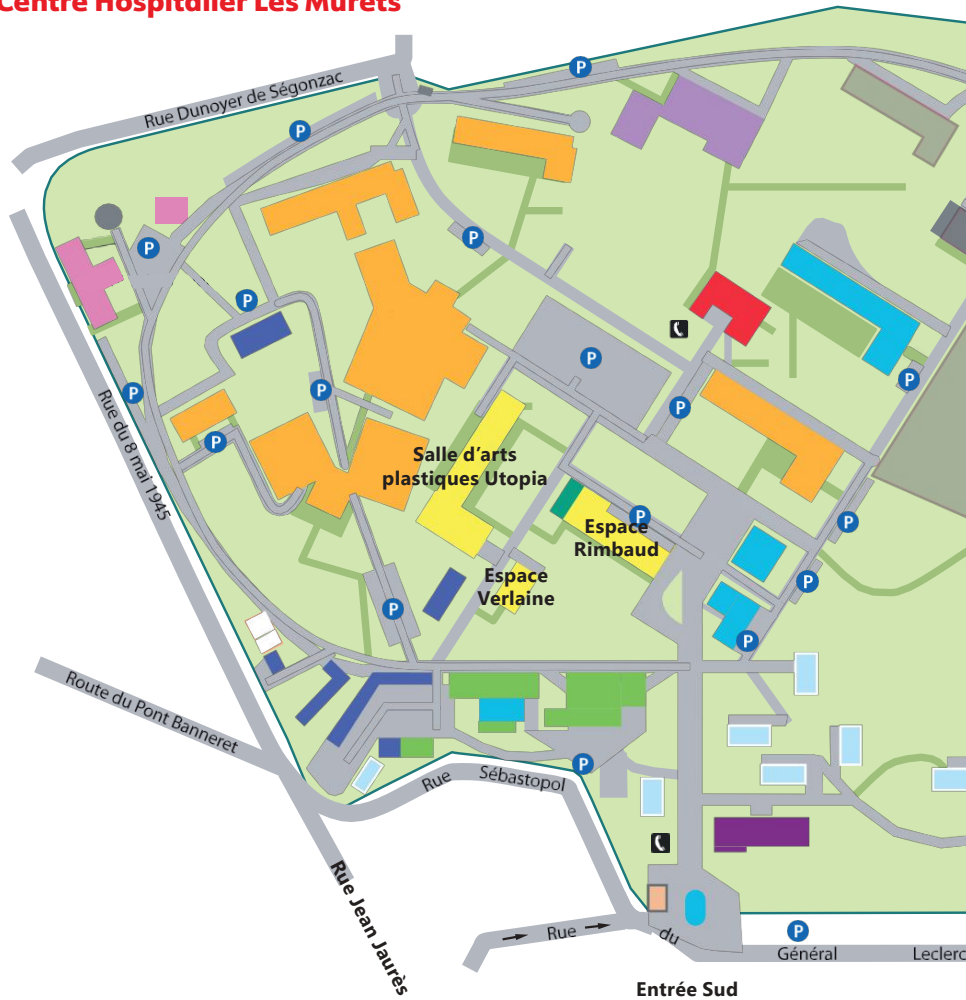 Centre Hospitalier Les Murets
P
Rue Dunoyer de Ségonzac
P
P
P
P
P
P
P
P
Rue du 8 mai 1945
P
P
P
Salle d'arts
plastiques Utopia
P
Espace
Rimbaud
P
P
Espace
Verlaine
P
P
Route du Pont Banneret
P
Rue Sébastopol
Rue Jean Jaurès
Rue du Général Leclerc
P
Entrée Sud